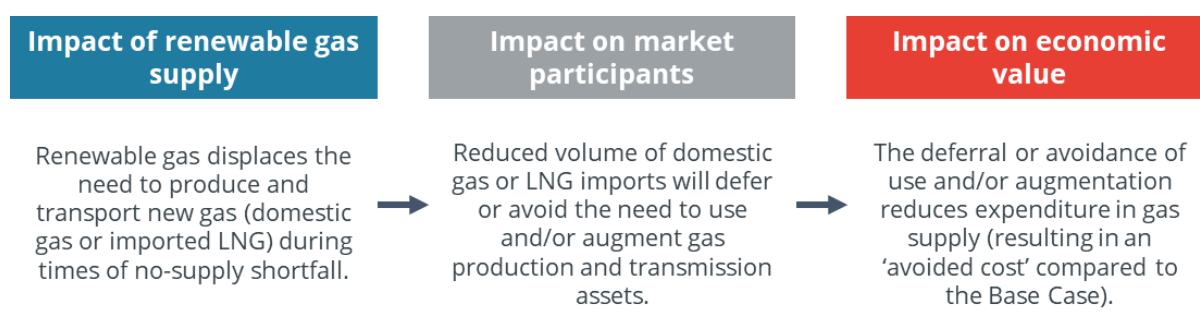 Impact of renewable gas
supply
Renewable gas displaces the
need to produce and
transport new gas (domestic
gas or imported LNG) during
times of no-supply shortfall.
Impact on market
participants
Reduced volume of domestic
gas or LNG imports will defer
or avoid the need to use
and/or augment gas
production and transmission
assets.
Impact on economic
value
The deferral or avoidance of
use and/or augmentation
reduces expenditure in gas
supply (resulting in an
‘avoided cost’ compared to
the Base Case).